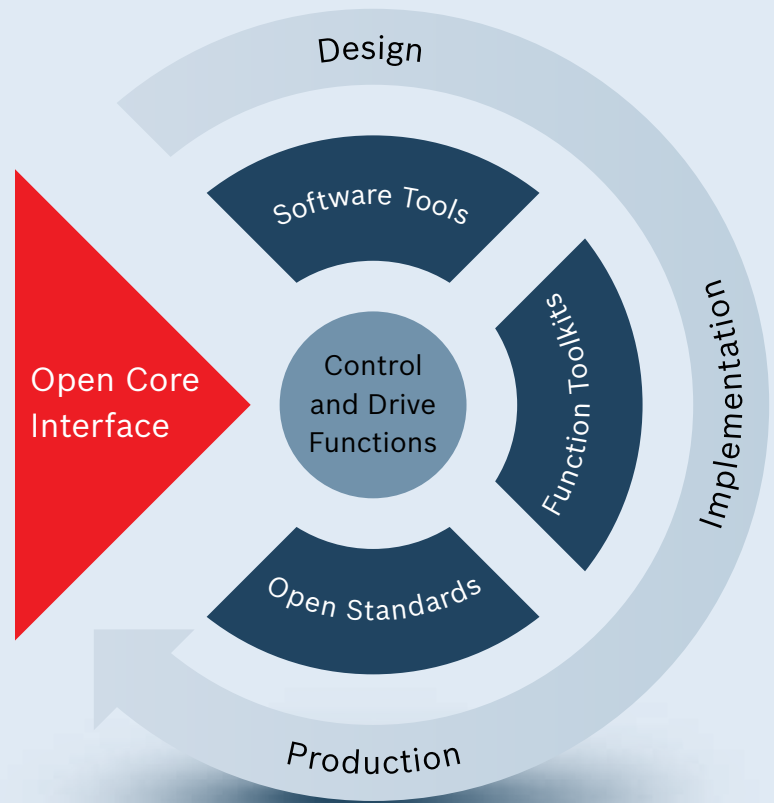 Design
Software Tools
Function Toolkits
Implementation
Control
and Drive
Functions
Open Core
Interface
Open Standards
Production